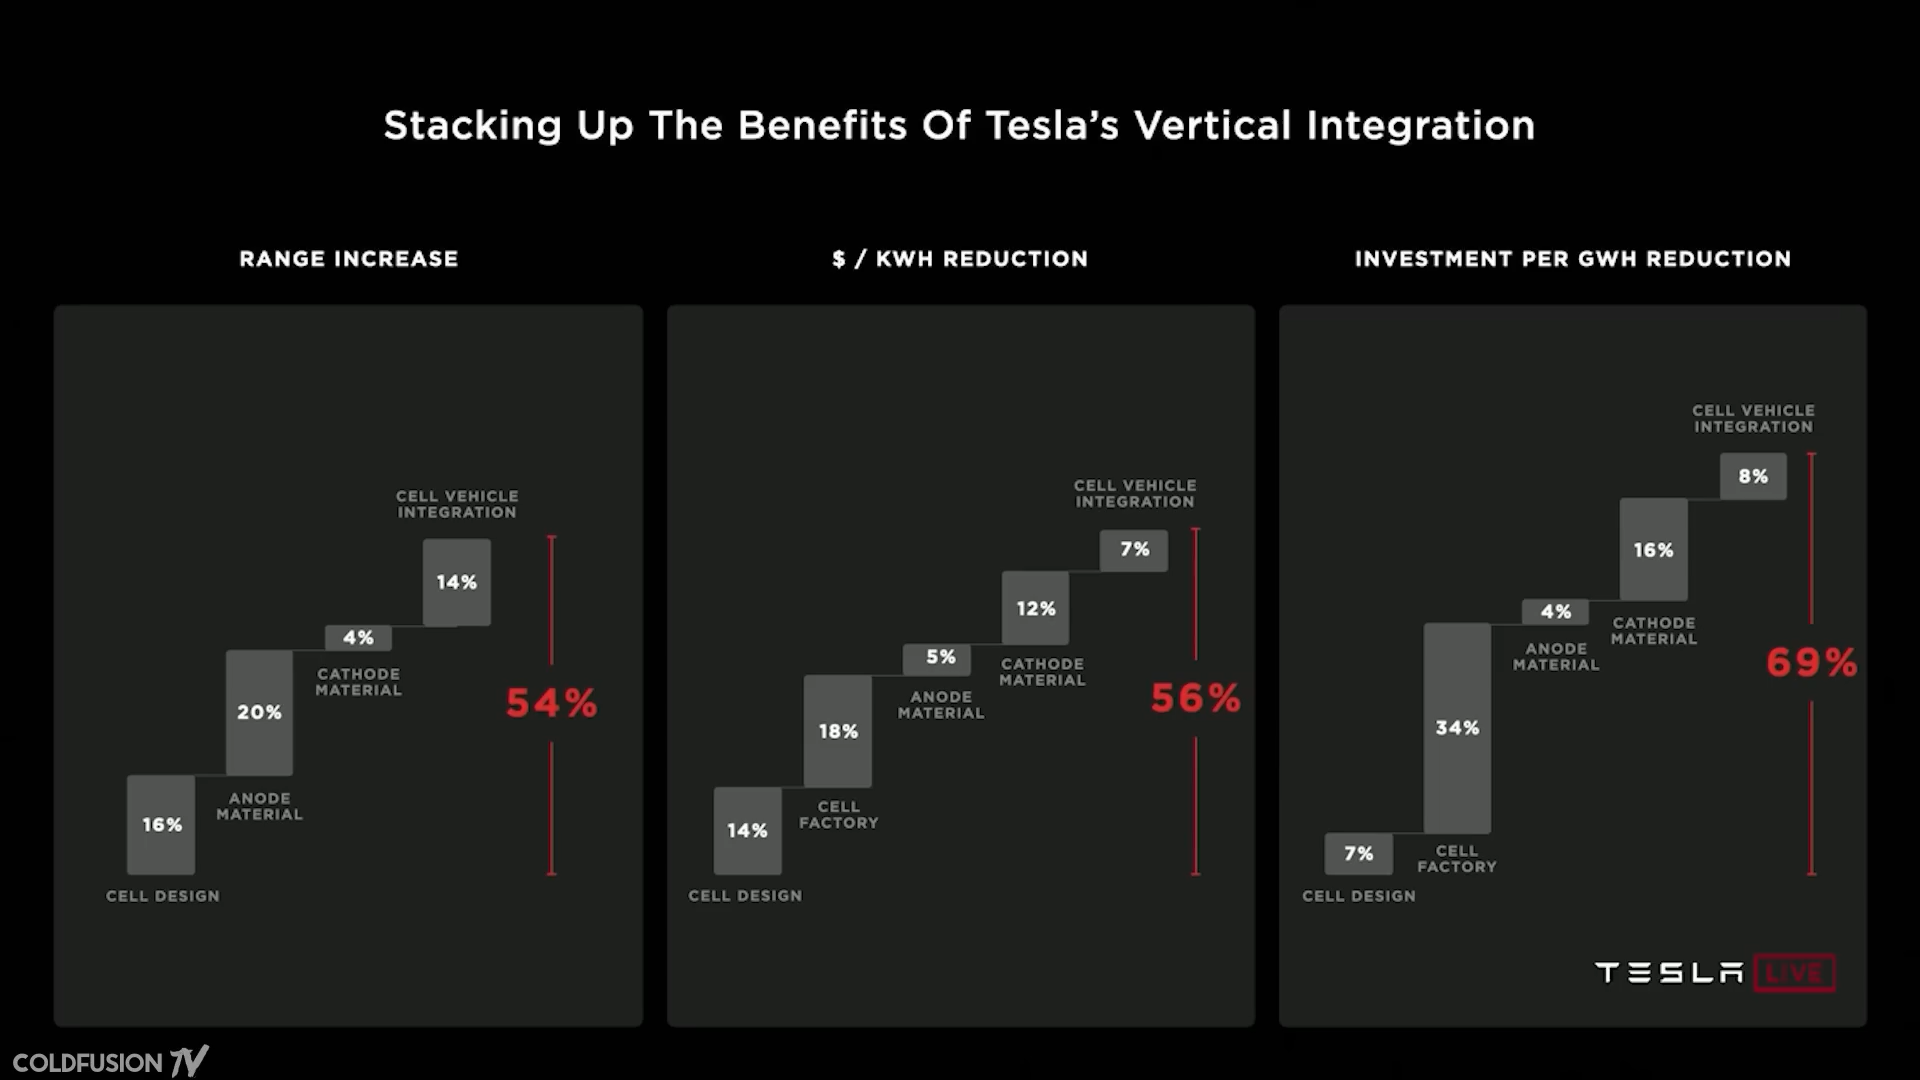 Stacking Up The Benefits Of Tesla's Vertical Integration
RANGE INCREASE
CELL VEHICLE
INTEGRATION
14%
4%
CATHODE
MATERIAL
20%
ANODE
MATERIAL
16%
CELL DESIGN
54%
$ / KWH REDUCTION
CELL VEHICLE
INTEGRATION
7%
12%
CATHODE
MATERIAL
5%
ANODE
MATERIAL
18%
CELL
FACTORY
14%
CELL DESIGN
56%
INVESTMENT PER GWH REDUCTION
CELL VEHICLE
INTEGRATION
8%
16%
CATHODE
MATERIAL
4%
ANODE
MATERIAL
34%
CELL
FACTORY
7%
CELL DESIGN
69%
TESLA LIVE
COLDFUSION TV